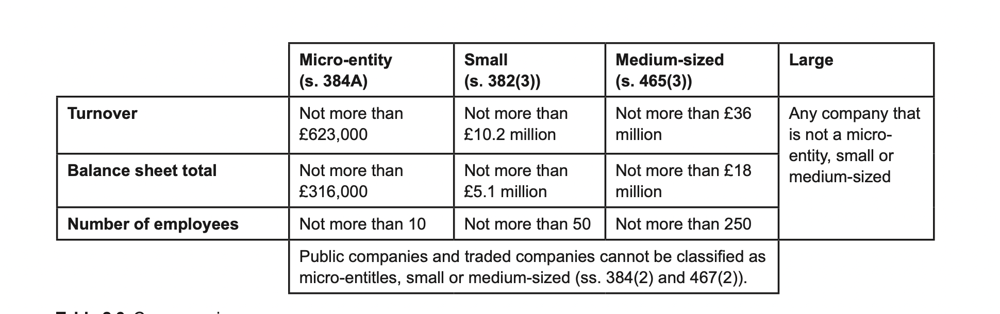 Micro-entity
(s. 384A)
Small
(s. 382(3))
Medium-sized
(s. 465(3))
Large
Turnover
Not more than
£623,000
Not more than
£10.2 million
Not more than £36
million
Any company that
is not a micro-
entity, small or
medium-sized
Balance sheet total
Not more than
£316,000
Not more than
£5.1 million
Not more than £18
million
Number of employees
Not more than 10
Not more than 50
Not more than 250
Public companies and traded companies cannot be classified as
micro-entitles, small or medium-sized (ss. 384(2) and 467(2)).